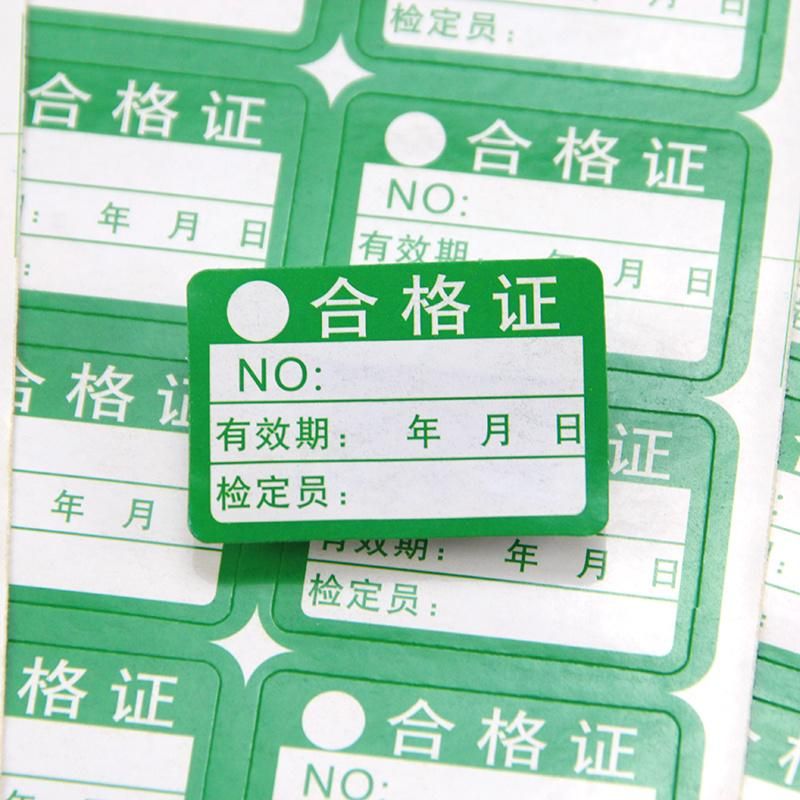 检定员：
合格证
合格证
NO:
年 月 日
有效期： 年 月 日
合格证
NO:
有效期： 年 月 日
检定员：
合格证
证
年 月
有效期： 年 月 日
检定员：
格证
合格证
NO: